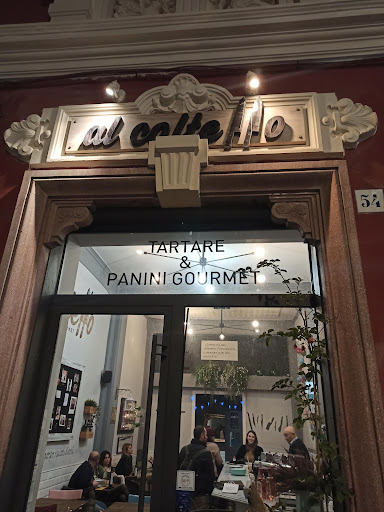 al coltello
54
TARTARE
&
PANINI GOURMET